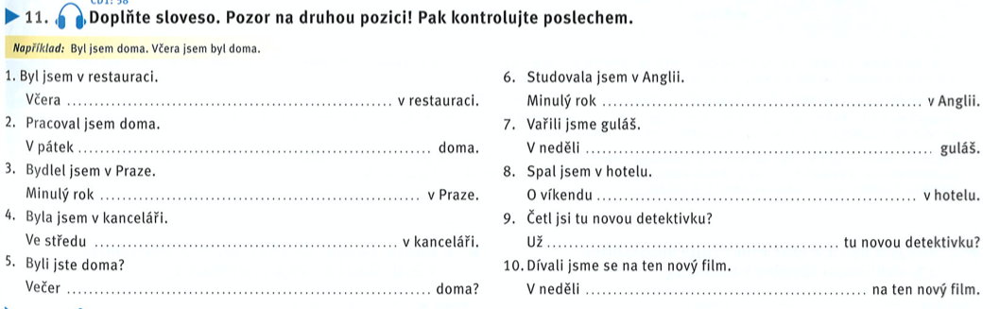 CD1: 58
11. Doplňte sloveso. Pozor na druhou pozici! Pak kontrolujte poslechem.
Například: Byl jsem doma. Včera jsem byl doma.
1. Byl jsem v restauraci.
Včera ........................................ v restauraci.
2. Pracoval jsem doma.
V pátek ........................................ doma.
3. Bydlel jsem v Praze.
Minulý rok ........................................ v Praze.
4. Byla jsem v kanceláři.
Ve středu ........................................ v kanceláři.
5. Byli jste doma?
Večer ........................................ doma?
6. Studovala jsem v Anglii.
Minulý rok ........................................ v Anglii.
7. Vařili jsme guláš.
V neděli ........................................ guláš.
8. Spal jsem v hotelu.
O víkendu ........................................ v hotelu.
9. Četl jsi tu novou detektivku?
Už ........................................ tu novou detektivku?
10. Dívali jsme se na ten nový film.
V neděli ........................................ na ten nový film.